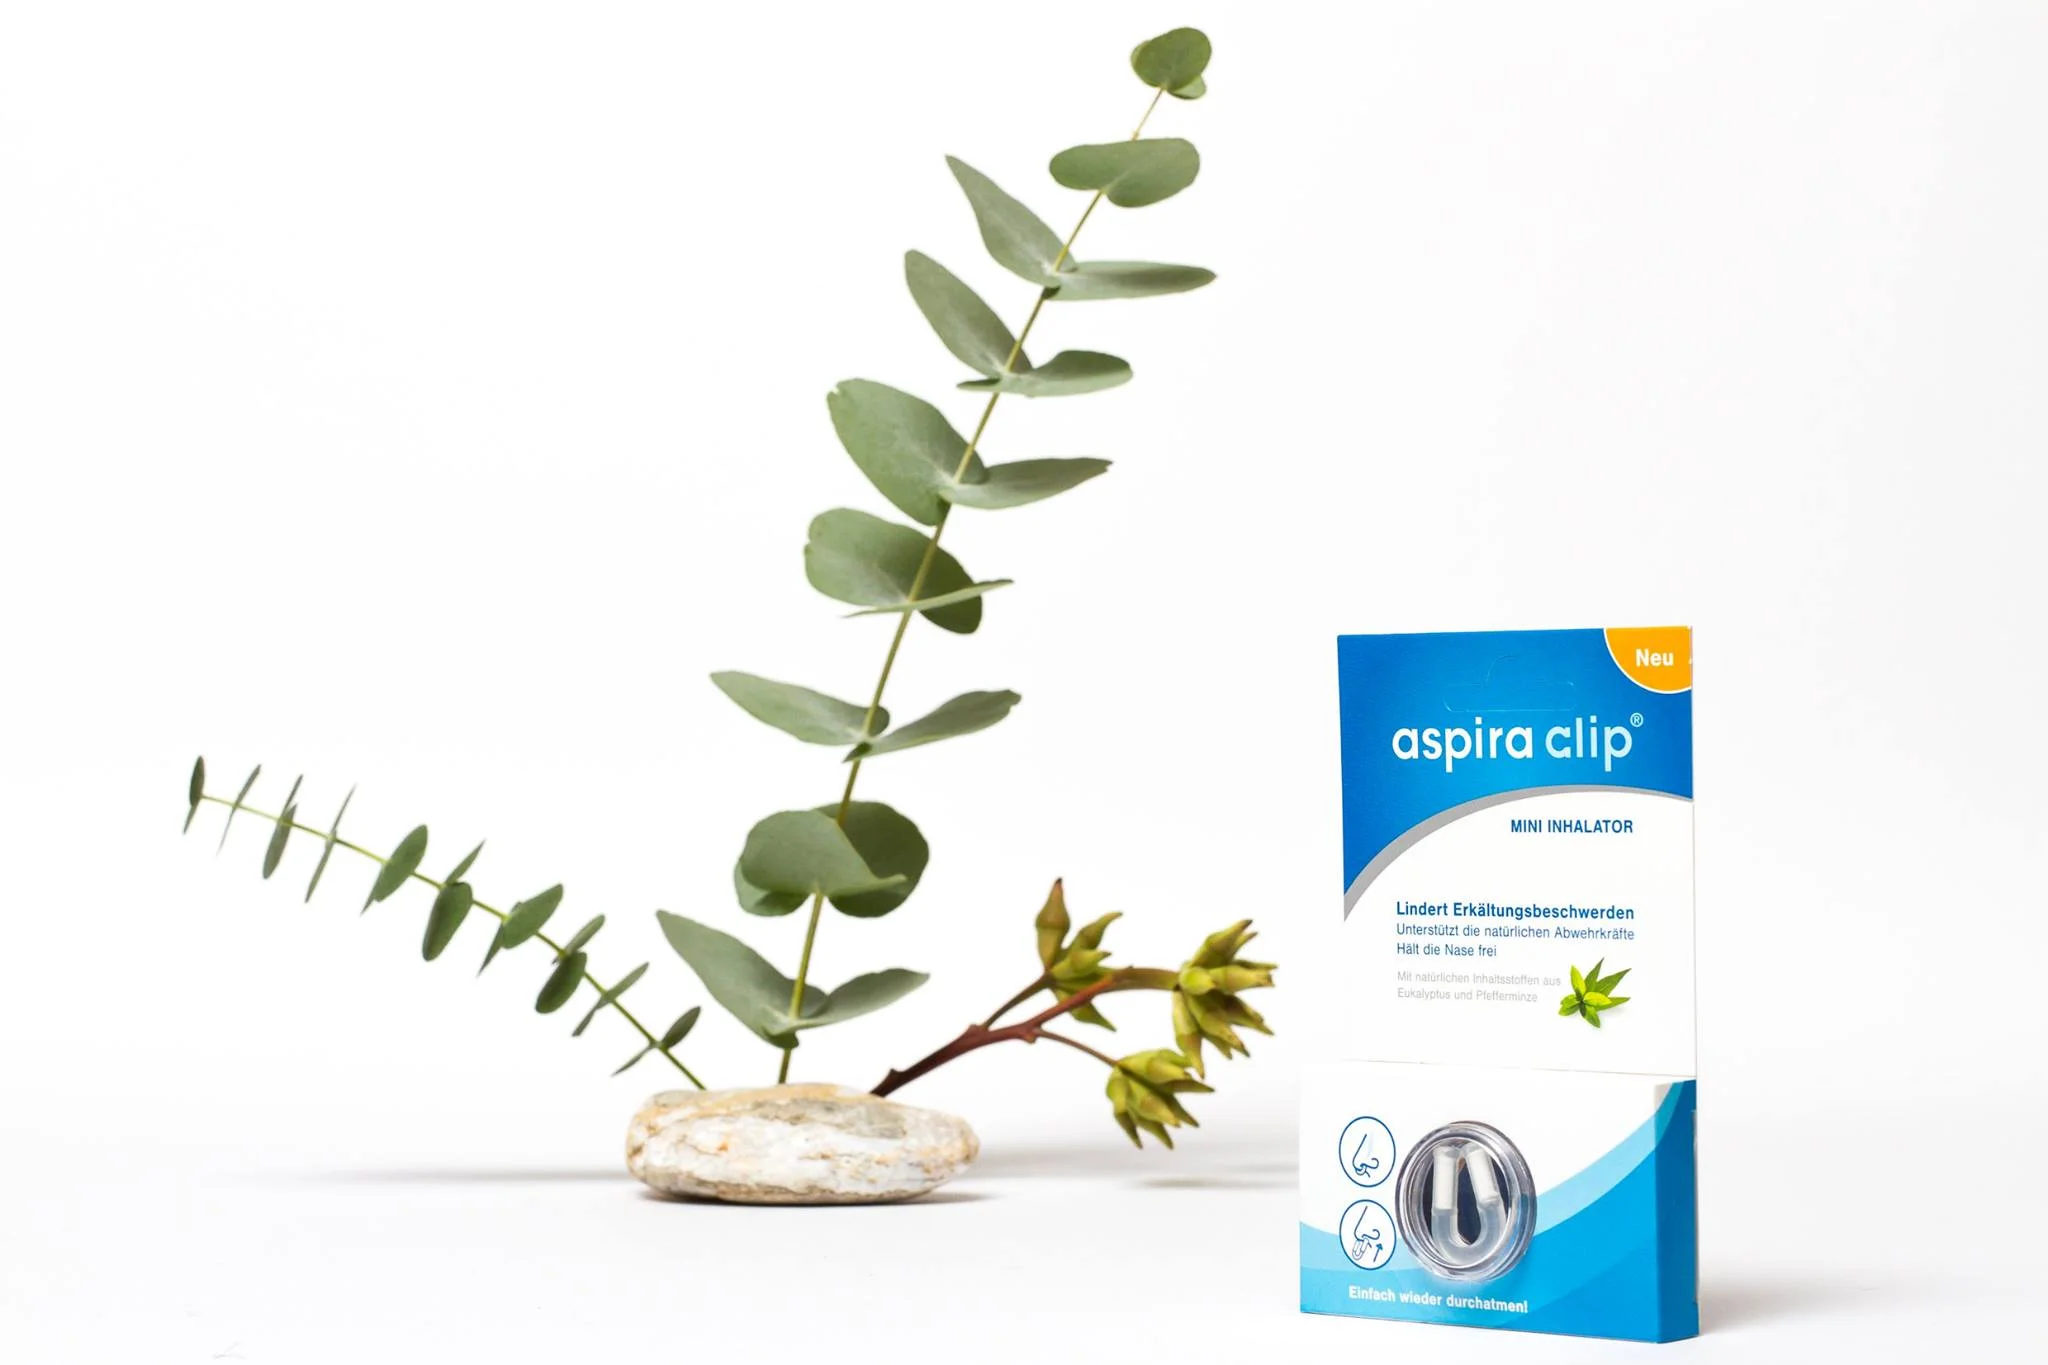 Neu
aspira clip®
MINI INHALATOR
Lindert Erkältungsbeschwerden
Unterstützt die natürlichen Abwehrkräfte
Hält die Nase frei
Mit natürlichen Inhaltsstoffen aus
Eukalyptus und Pfefferminze
Einfach wieder durchatmen!